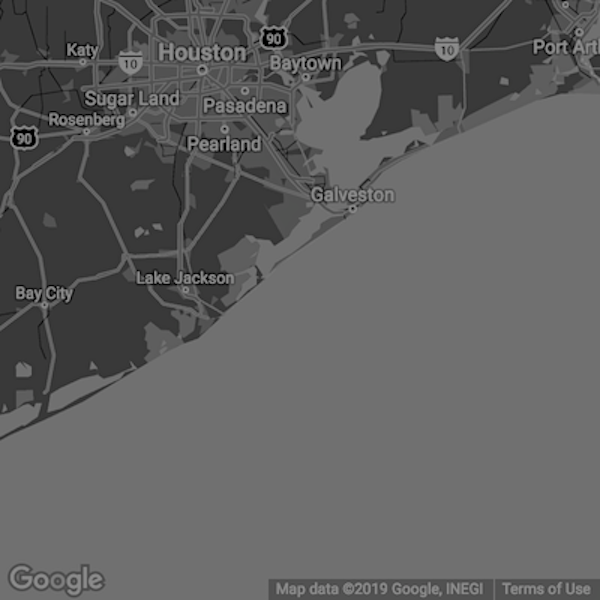 Katy
Houston
90
10
10
Port Art
Baytown
Sugar Land
Pasadena
Rosenberg
90
Pearland
Galveston
Lake Jackson
Bay City
Google
Map data ©2019 Google, INEGI
Terms of Use